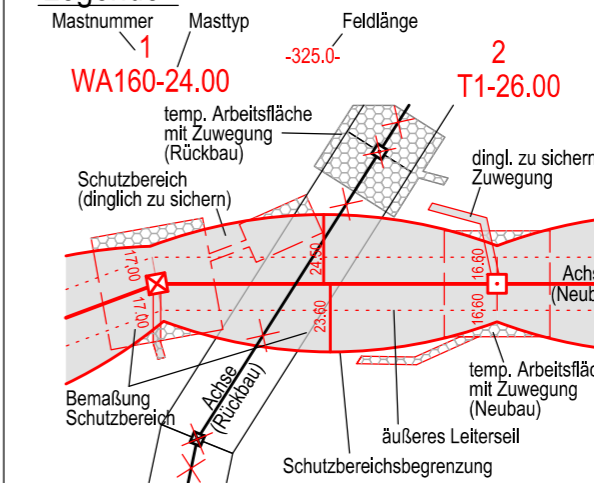 Mastnummer Masttyp Feldlänge
1
WA160-24.00
-325.0-
2
T1-26.00
temp. Arbeitsfläche
mit Zuwegung
(Rückbau)
Schutzbereich
(dinglich zu sichern)
dingl. zu sichern
Zuwegung
17.00
17.00
24.50
23.60
16.60
16.60
Achs
(Neub
Bemaßung
Schutzbereich
Achse
(Rückbau)
temp. Arbeitsfläc
mit Zuwegung
(Neubau)
äußeres Leiterseil
Schutzbereichsbegrenzung